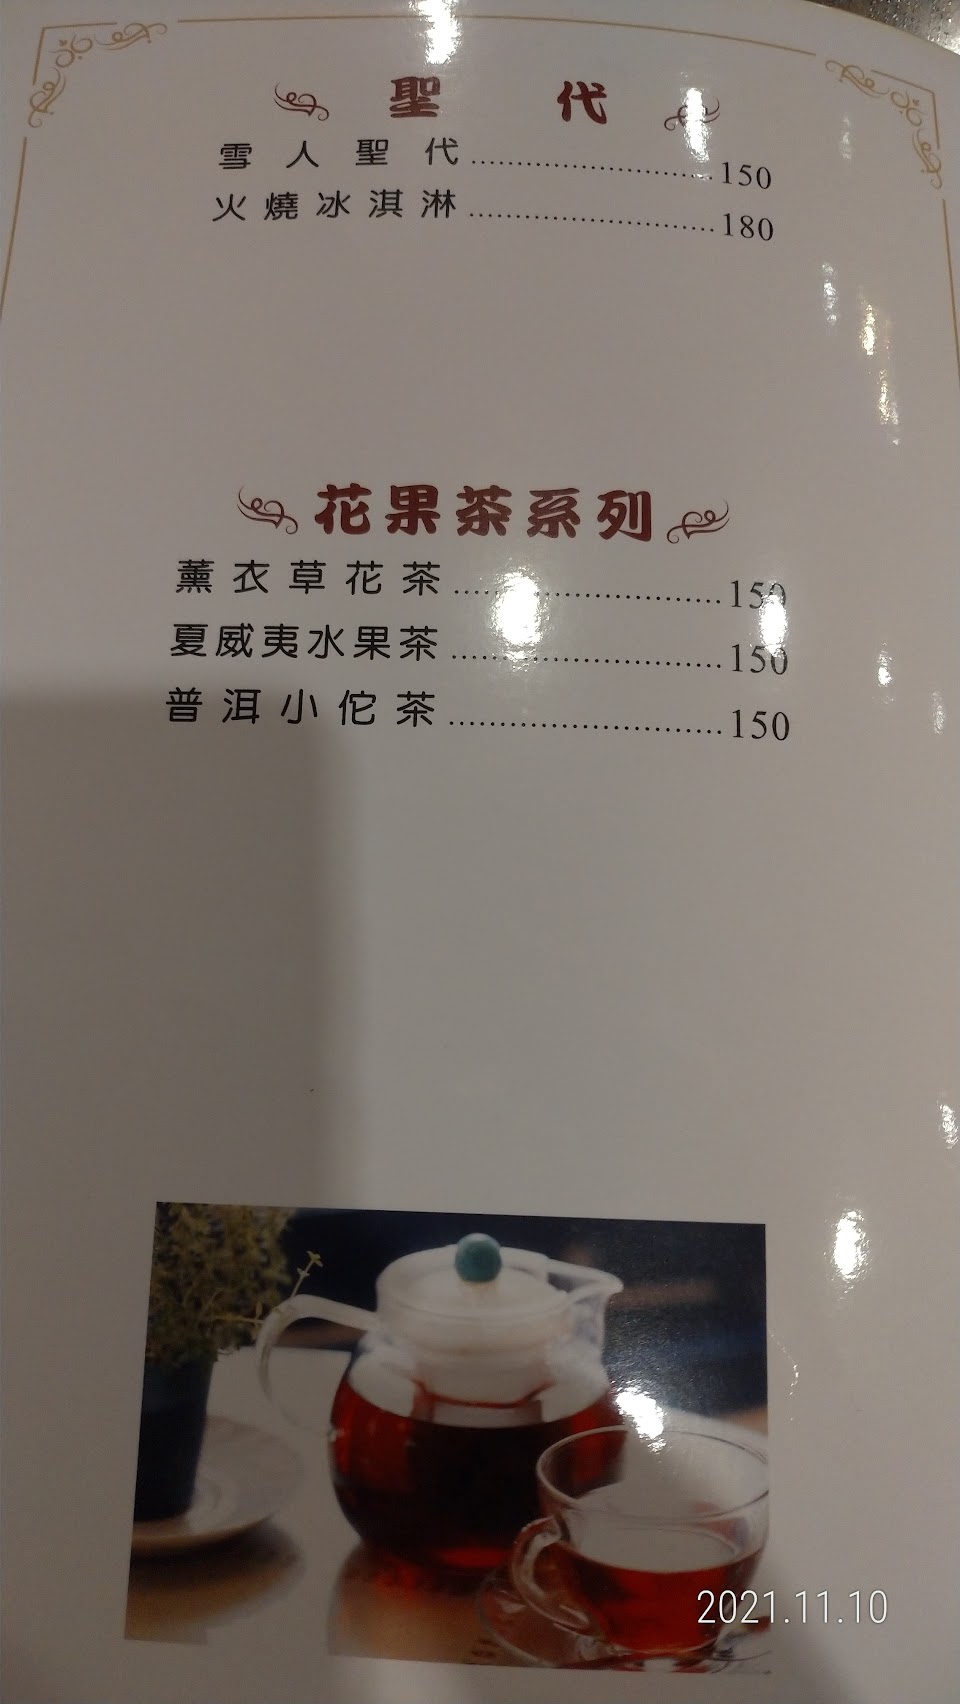 聖代
雪人聖代........................150
火燒冰淇淋........................180
花果茶系列
薰衣草花茶........................150
夏威夷水果茶........................150
普洱小佗茶........................150
2021.11.10